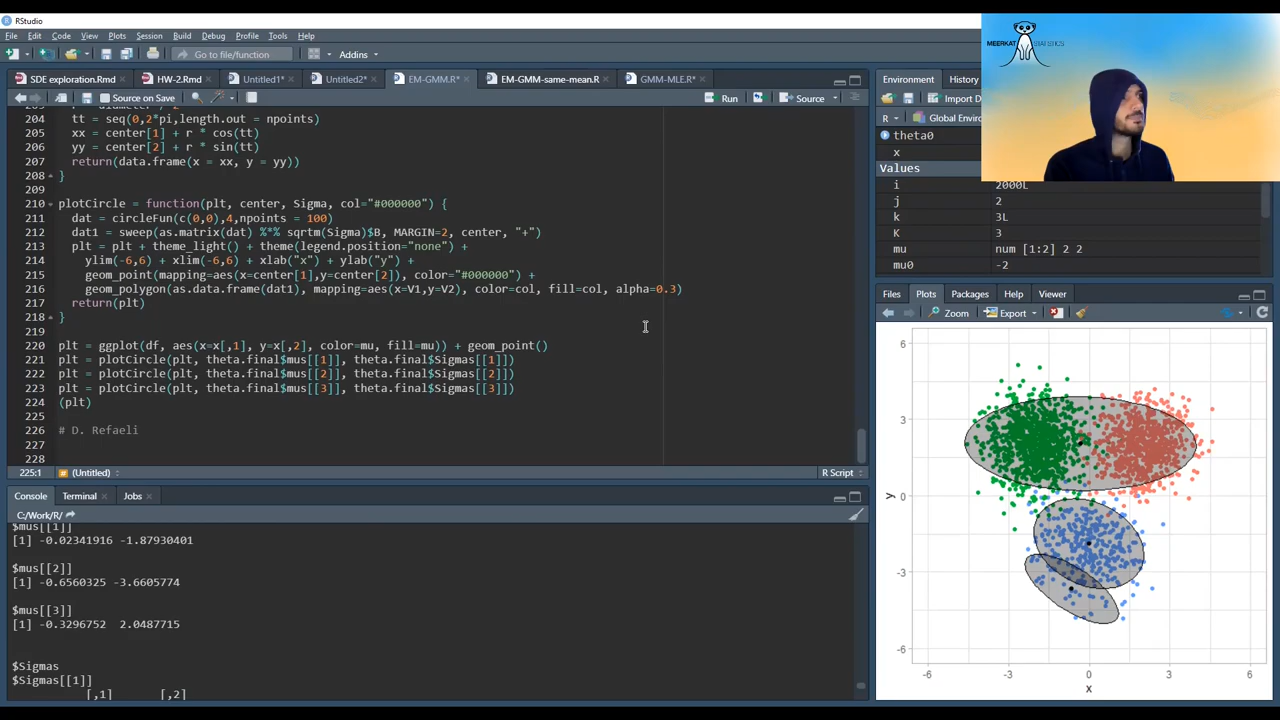 RStudio
File Edit Code View Plots Session Build Debug Profile Tools Help
Go to file/function Addins
SDE exploration.Rmd HW-2.Rmd Untitled1* Untitled2* EM-GMM.R* EM-GMM-same-mean.R GMM-MLE.R*
Source on Save Run Source
204 tt = seq(0,2*pi,length.out = npoints)
205 xx = center[1] + r * cos(tt)
206 yy = center[2] + r * sin(tt)
207 return(data.frame(x = xx, y = yy))
208 }
209
210 plotCircle = function(plt, center, Sigma, col="#000000") {
211 dat = circleFun(c(0,0),4,npoints = 100)
212 dat1 = sweep(as.matrix(dat) %*% sqrtm(Sigma)$B, MARGIN=2, center, "+")
213 plt = plt + theme_light() + theme(legend.position="none") +
214 ylim(-6,6) + xlim(-6,6) + xlab("x") + ylab("y") +
215 geom_point(mapping=aes(x=center[1],y=center[2]), color="#000000") +
216 geom_polygon(as.data.frame(dat1), mapping=aes(x=V1,y=V2), color=col, fill=col, alpha=0.3)
217 return(plt)
218 }
219
220 plt = ggplot(df, aes(x=x[,1], y=x[,2], color=mu, fill=mu)) + geom_point()
221 plt = plotCircle(plt, theta.final$mus[[1]], theta.final$Sigmas[[1]])
222 plt = plotCircle(plt, theta.final$mus[[2]], theta.final$Sigmas[[2]])
223 plt = plotCircle(plt, theta.final$mus[[3]], theta.final$Sigmas[[3]])
224 (plt)
225
226 # D. Refaeli
227
228
225:1 (Untitled) R Script
Console Terminal Jobs
C:/Work/R/
$mus[[1]]
[1] -0.02341916 -1.87930401
$mus[[2]]
[1] -0.6560325 -3.6605774
$mus[[3]]
[1] -0.3296752 2.0487715
$Sigmas
$Sigmas[[1]]
[,1] [,2]
Environment History
Import D
R Global Envir
theta0
x
Values
i 2000L
j 2
k 3L
K 3
mu num [1:2] 2 2
mu0 -2
MEERKAT
STATISTICS
Files Plots Packages Help Viewer
Zoom Export
6
3
0
-3
-6
y
-6 -3 0 3 6
x